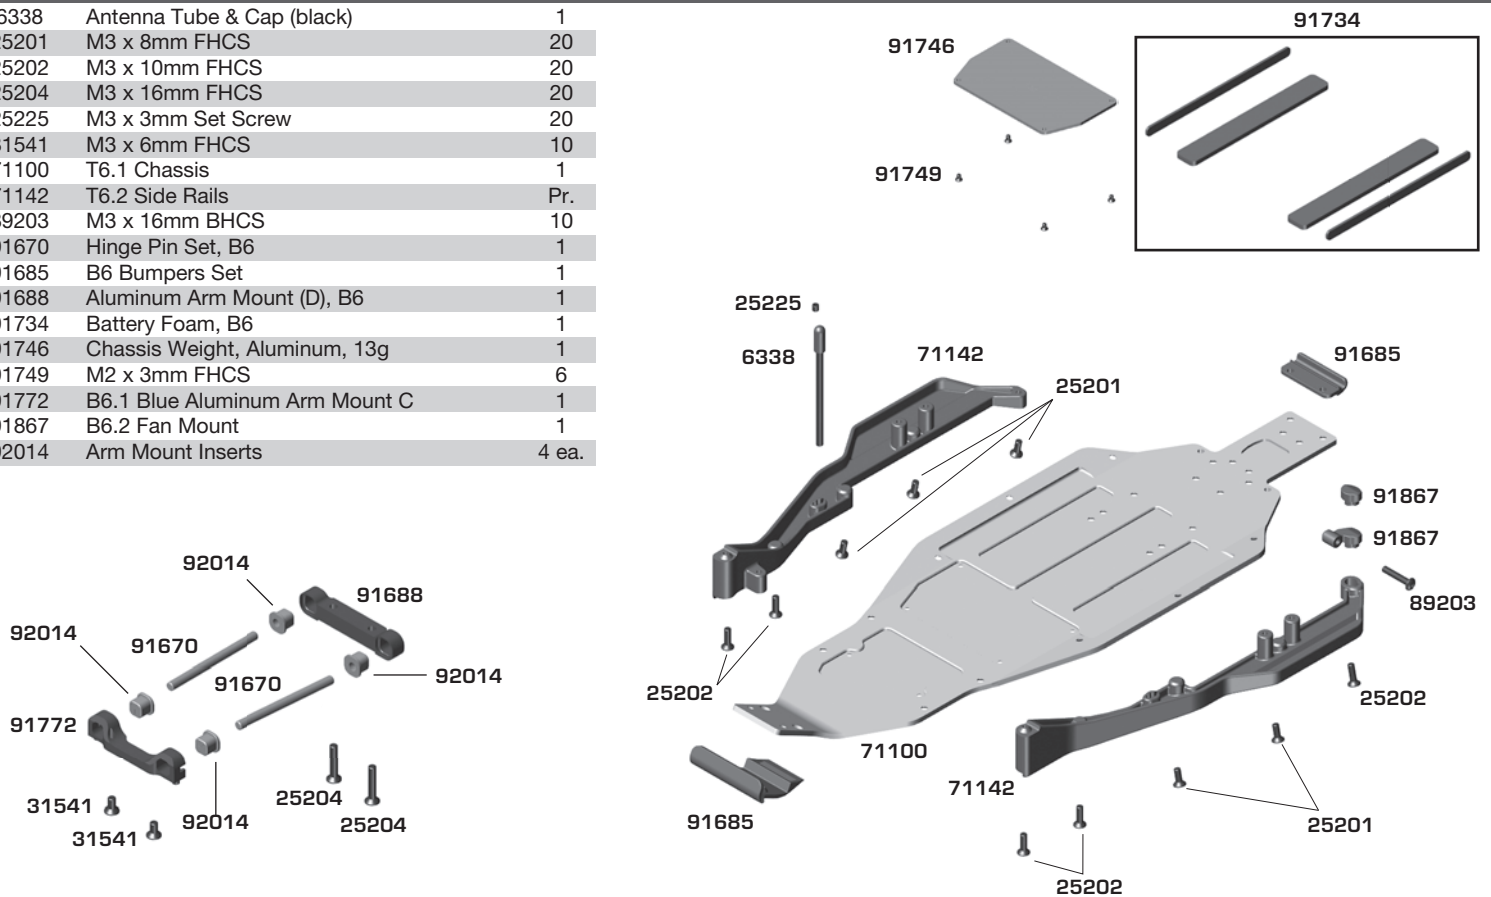 6338 Antenna Tube & Cap (black) 1
25201 M3 x 8mm FHCS 20
25202 M3 x 10mm FHCS 20
25204 M3 x 16mm FHCS 20
25225 M3 x 3mm Set Screw 20
31541 M3 x 6mm FHCS 10
71100 T6.1 Chassis 1
71142 T6.2 Side Rails Pr.
89203 M3 x 16mm BHCS 10
91670 Hinge Pin Set, B6 1
91685 B6 Bumpers Set 1
91688 Aluminum Arm Mount (D), B6 1
91734 Battery Foam, B6 1
91746 Chassis Weight, Aluminum, 13g 1
91749 M2 x 3mm FHCS 6
91772 B6.1 Blue Aluminum Arm Mount C 1
91867 B6.2 Fan Mount 1
92014 Arm Mount Inserts 4 ea.
91734
91746
91749
25225
6338
71142
25201
91685
91867
91867
89203
25202
25202
71100
71142
91685
25201
25202
92014
91688
92014
91670
91670
92014
91772
25204
31541
92014
25204
31541